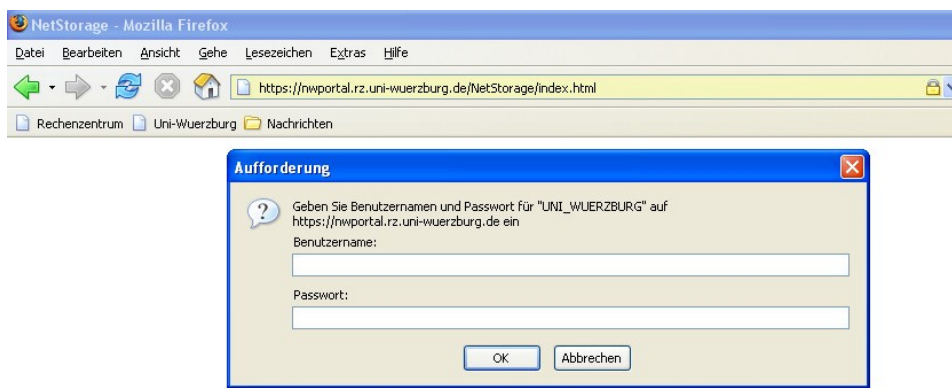 NetStorage - Mozilla Firefox
Datei Bearbeiten Ansicht Gehe Lesezeichen Extras Hilfe
https://nwportal.rz.uni-wuerzburg.de/NetStorage/index.html
Rechenzentrum Uni-Wuerzburg Nachrichten
Aufforderung
Geben Sie Benutzernamen und Passwort für "UNI_WUERZBURG" auf
https://nwportal.rz.uni-wuerzburg.de ein
Benutzername:
Passwort:
OK Abbrechen